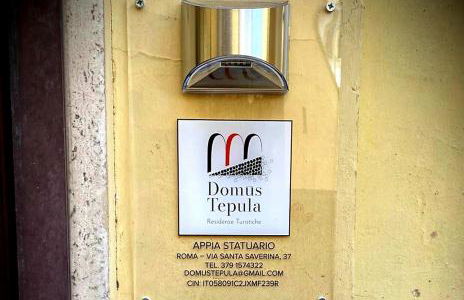 Domus
Tepula
Residenze Turistiche
APPIA STATUARIO
ROMA – VIA SANTA SAVERINA, 37
TEL. 379 1574322
DOMUSTEPULA@GMAIL.COM
CIN: IT058091C2JXMF239R